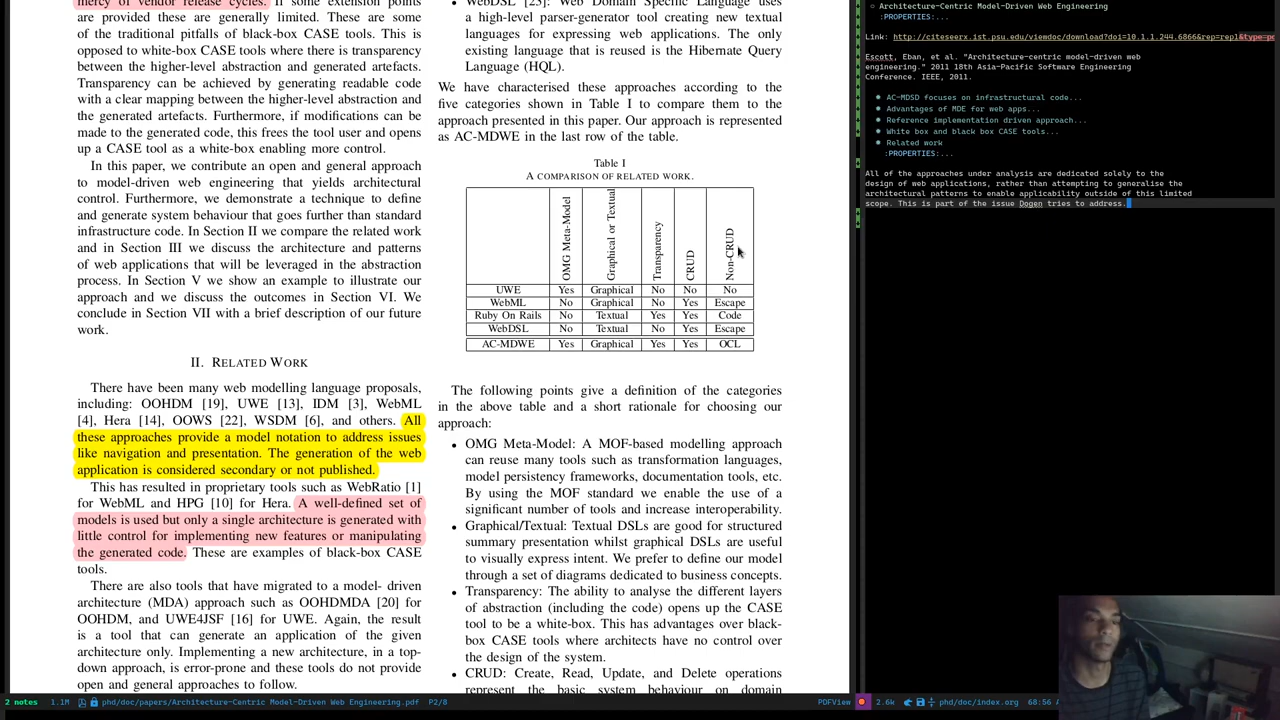 mercy of vendor release cycles. If some extension points
are provided these are generally limited. These are some
of the traditional pitfalls of black-box CASE tools. This is
opposed to white-box CASE tools where there is transparency
between the higher-level abstraction and generated artefacts.
Transparency can be achieved by generating readable code
with a clear mapping between the higher-level abstraction and
the generated artefacts. Furthermore, if modifications can be
made to the generated code, this frees the tool user and opens
up a CASE tool as a white-box enabling more control.
In this paper, we contribute an open and general approach
to model-driven web engineering that yields architectural
control. Furthermore, we demonstrate a technique to define
and generate system behaviour that goes further than standard
infrastructure code. In Section II we compare the related work
and in Section III we discuss the architecture and patterns
of web applications that will be leveraged in the abstraction
process. In Section V we show an example to illustrate our
approach and we discuss the outcomes in Section VI. We
conclude in Section VII with a brief description of our future
work.
II. RELATED WORK
There have been many web modelling language proposals,
including: OOHDM [19], UWE [13], IDM [3], WebML
[4], Hera [14], OOWS [22], WSDM [6], and others. All
these approaches provide a model notation to address issues
like navigation and presentation. The generation of the web
application is considered secondary or not published.
This has resulted in proprietary tools such as WebRatio [1]
for WebML and HPG [10] for Hera. A well-defined set of
models is used but only a single architecture is generated with
little control for implementing new features or manipulating
the generated code. These are examples of black-box CASE
tools.
There are also tools that have migrated to a model- driven
architecture (MDA) approach such as OOHDMDA [20] for
OOHDM, and UWE4JSF [16] for UWE. Again, the result
is a tool that can generate an application of the given
architecture only. Implementing a new architecture, in a top-
down approach, is error-prone and these tools do not provide
open and general approaches to follow.
• WebDSL [23]: Web Domain Specific Language uses
a high-level parser-generator tool creating new textual
languages for expressing web applications. The only
existing language that is reused is the Hibernate Query
Language (HQL).
We have characterised these approaches according to the
five categories shown in Table I to compare them to the
approach presented in this paper. Our approach is represented
as AC-MDWE in the last row of the table.
Table I
A COMPARISON OF RELATED WORK.
OMG Meta-Model Graphical or Textual Transparency CRUD Non-CRUD
UWE Yes Graphical No No No
WebML No Graphical No Yes Escape
Ruby On Rails No Textual Yes Yes Code
WebDSL No Textual No Yes Escape
AC-MDWE Yes Graphical Yes Yes OCL
The following points give a definition of the categories
in the above table and a short rationale for choosing our
approach:
• OMG Meta-Model: A MOF-based modelling approach
can reuse many tools such as transformation languages,
model persistency frameworks, documentation tools, etc.
By using the MOF standard we enable the use of a
significant number of tools and increase interoperability.
• Graphical/Textual: Textual DSLs are good for structured
summary presentation whilst graphical DSLs are useful
to visually express intent. We prefer to define our model
through a set of diagrams dedicated to business concepts.
• Transparency: The ability to analyse the different layers
of abstraction (including the code) opens up the CASE
tool to be a white-box. This has advantages over black-
box CASE tools where architects have no control over
the design of the system.
• CRUD: Create, Read, Update, and Delete operations
represent the basic system behaviour on domain
2 notes 1.1M phd/doc/papers/Architecture-Centric Model-Driven Web Engineering.pdf P2/8 PDFView
Architecture-Centric Model-Driven Web Engineering
:PROPERTIES:...
Link: http://citeseerx.ist.psu.edu/viewdoc/download?doi=10.1.1.244.6866&rep=rep1&type=pd
Escott, Eban, et al. "Architecture-centric model-driven web
engineering." 2011 18th Asia-Pacific Software Engineering
Conference. IEEE, 2011.
AC-MDSD focuses on infrastructural code...
Advantages of MDE for web apps...
Reference implementation driven approach...
White box and black box CASE tools...
Related work
:PROPERTIES:...
All of the approaches under analysis are dedicated solely to the
design of web applications, rather than attempting to generalise the
architectural patterns to enable applicability outside of this limited
scope. This is part of the issue Dogen tries to address.
2.6k phd/doc/index.org 68:56